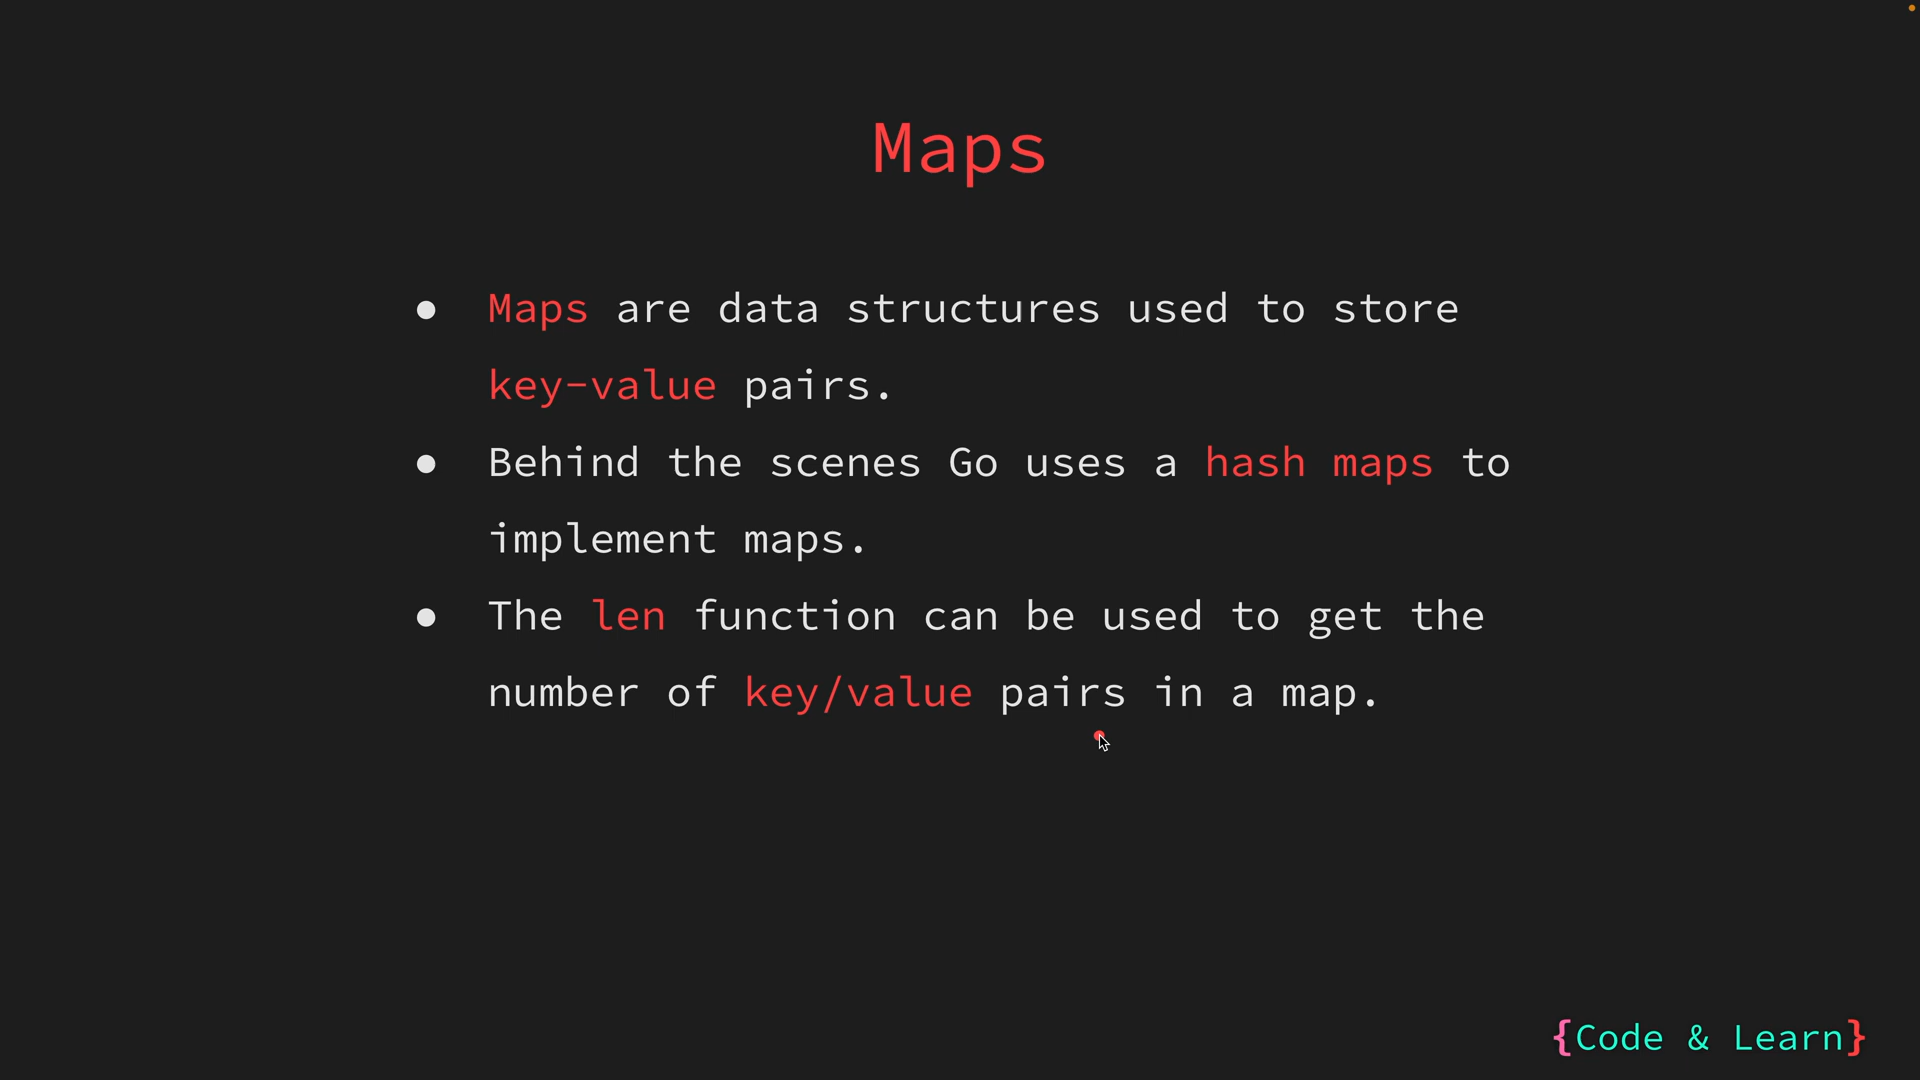 Maps
● Maps are data structures used to store
key-value pairs.
● Behind the scenes Go uses a hash maps to
implement maps.
● The len function can be used to get the
number of key/value pairs in a map.
{Code & Learn}